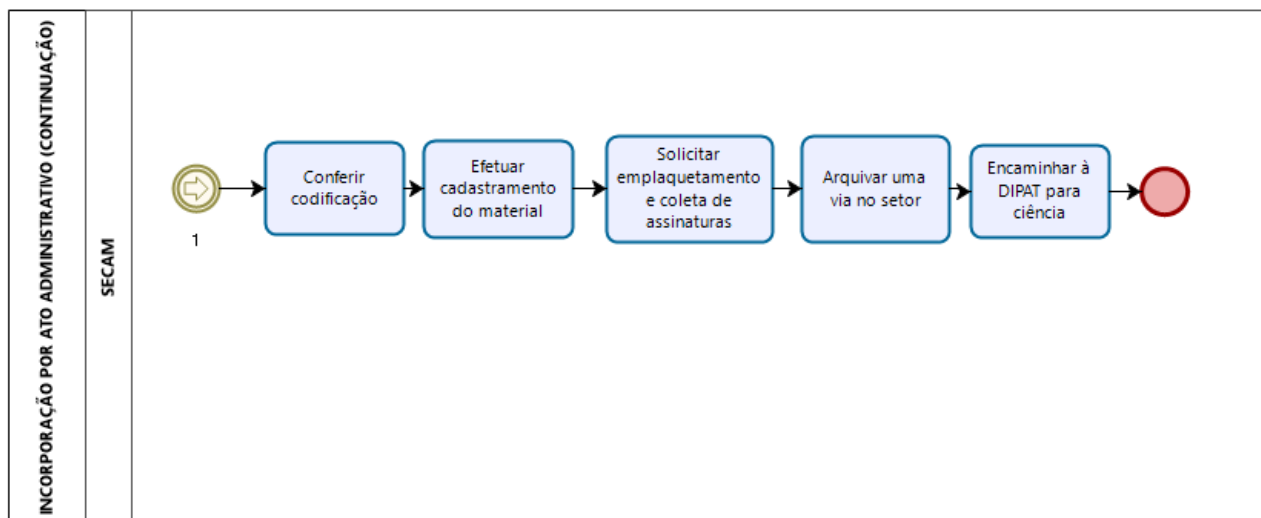 INCORPORAÇÃO POR ATO ADMINISTRATIVO (CONTINUAÇÃO)
SECAM
1
Conferir
codificação
Efetuar
cadastramento
do material
Solicitar
emplaquetamento
e coleta de
assinaturas
Arquivar uma
via no setor
Encaminhar à
DIPAT para
ciência